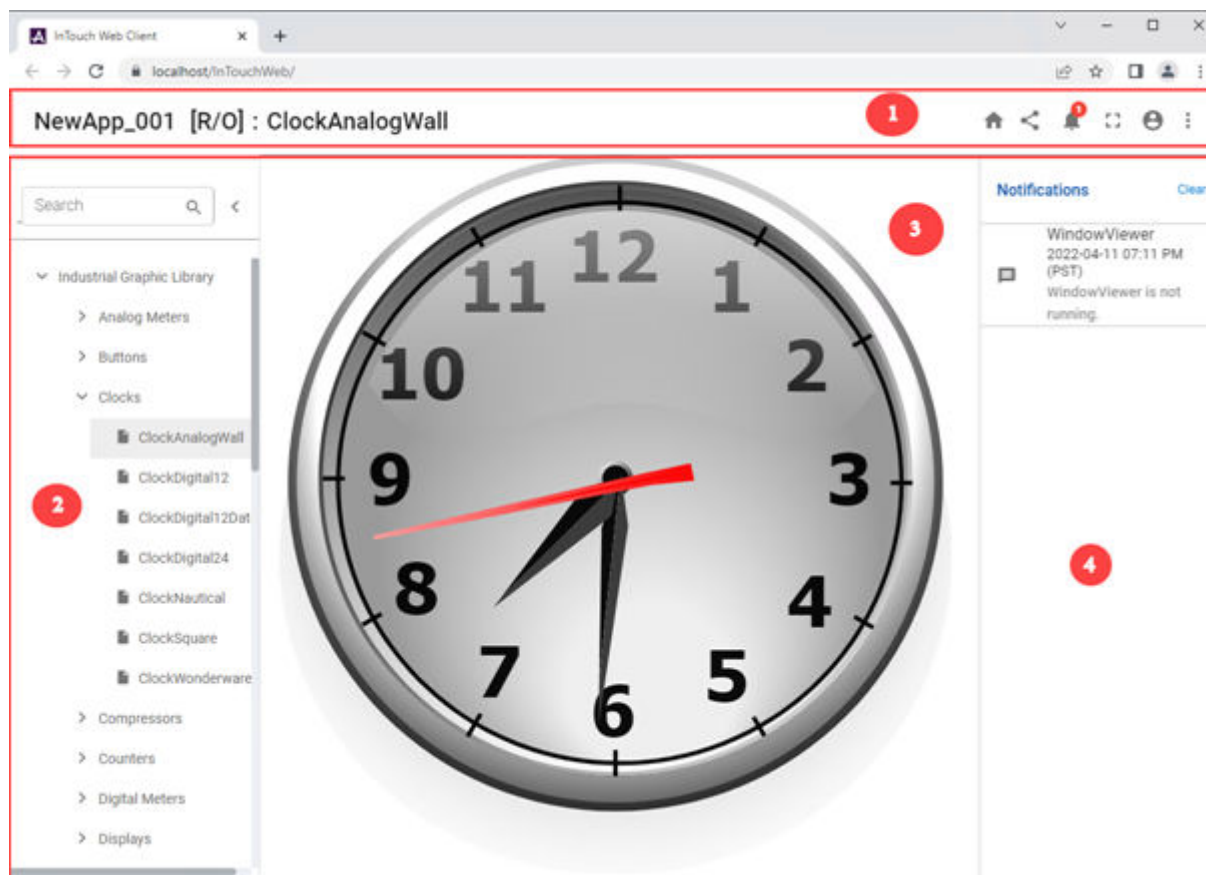 InTouch Web Client
localhost/InTouchWeb/
NewApp_001 [R/O] : ClockAnalogWall
1
1
Search
Industrial Graphic Library
Analog Meters
Buttons
Clocks
ClockAnalogWall
ClockDigital12
ClockDigital12Dat
ClockDigital24
ClockNautical
ClockSquare
ClockWonderware
Compressors
Counters
Digital Meters
Displays
2
12
1
2
3
4
5
6
7
8
9
10
11
3
Notifications Clear
WindowViewer
2022-04-11 07:11 PM
(PST)
WindowViewer is not
running.
4